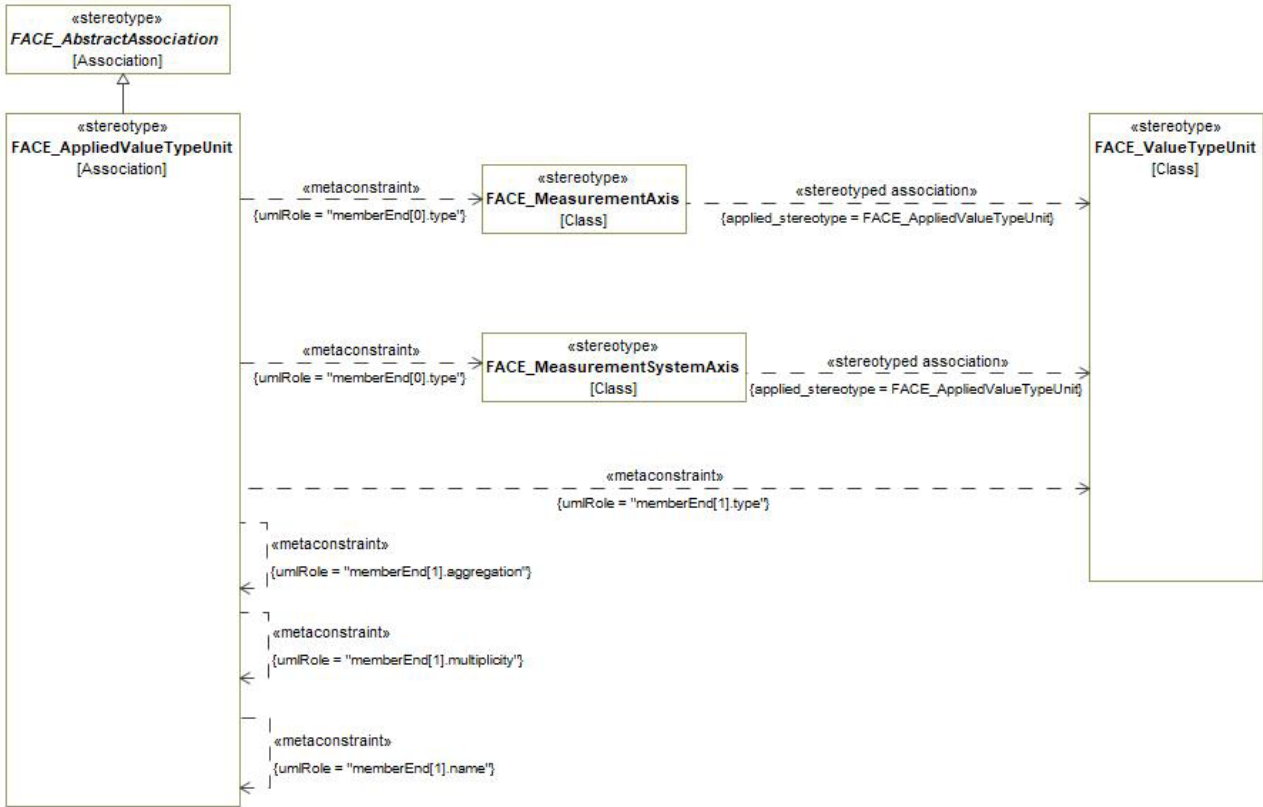 «stereotype»
FACE_AbstractAssociation
[Association]
«stereotype»
FACE_AppliedValueTypeUnit
[Association]
«stereotype»
FACE_ValueTypeUnit
[Class]
«metaconstraint»
{umlRole = "memberEnd[0].type"}
«stereotype»
FACE_MeasurementAxis
[Class]
«stereotyped association»
{applied_stereotype = FACE_AppliedValueTypeUnit}
«metaconstraint»
{umlRole = "memberEnd[0].type"}
«stereotype»
FACE_MeasurementSystemAxis
[Class]
«stereotyped association»
{applied_stereotype = FACE_AppliedValueTypeUnit}
«metaconstraint»
{umlRole = "memberEnd[1].type"}
«metaconstraint»
{umlRole = "memberEnd[1].aggregation"}
«metaconstraint»
{umlRole = "memberEnd[1].multiplicity"}
«metaconstraint»
{umlRole = "memberEnd[1].name"}